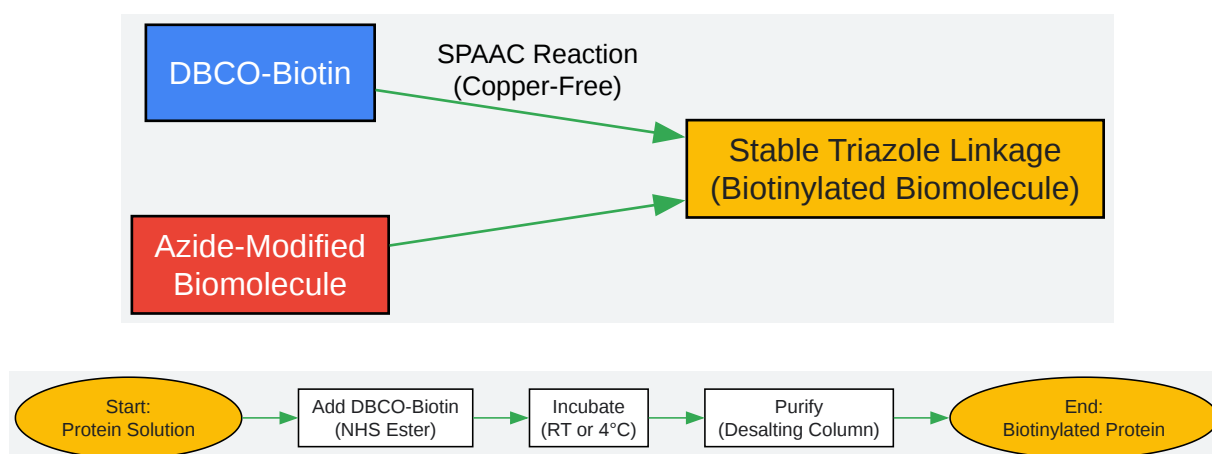 DBCO-Biotin
SPAAC Reaction
(Copper-Free)
Stable Triazole Linkage
(Biotinylated Biomolecule)
Azide-Modified
Biomolecule
Start:
Protein Solution
Add DBCO-Biotin
(NHS Ester)
Incubate
(RT or 4°C)
Purify
(Desalting Column)
End:
Biotinylated Protein